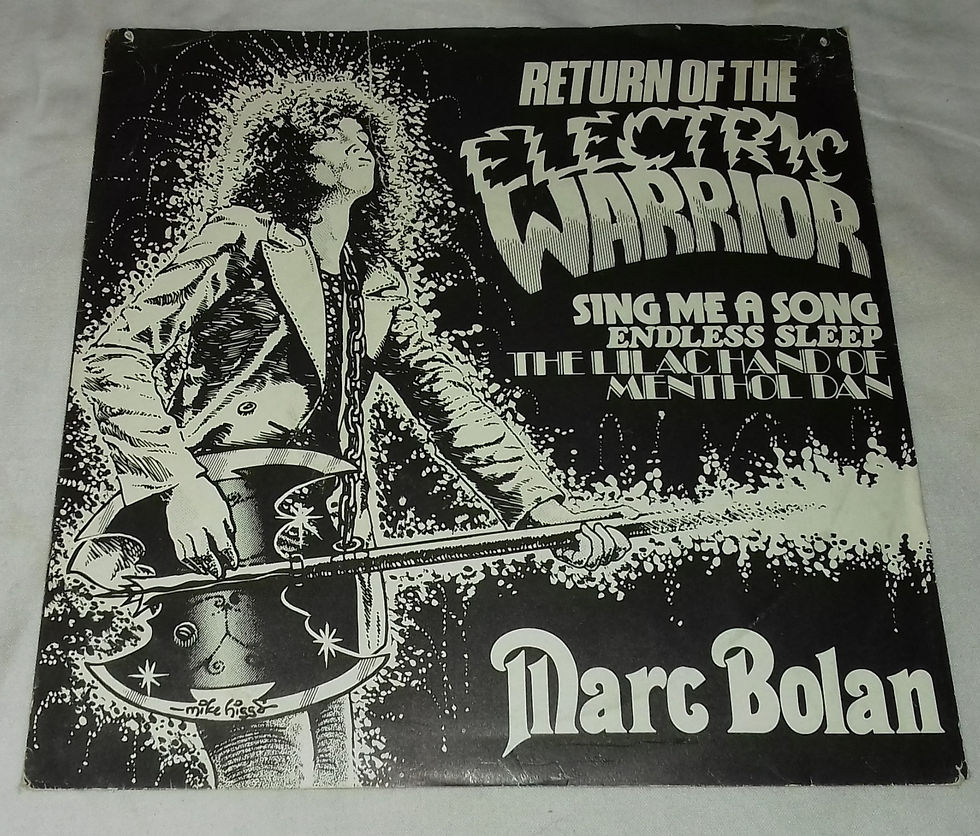 RETURN OF THE
ELECTRIC
WARRIOR
SING ME A SONG
ENDLESS SLEEP
THE LILAC HAND OF
MENTHOL DAN
mike higgs
Marc Bolan